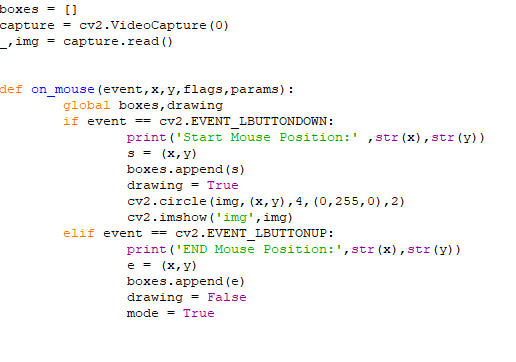 boxes = []
capture = cv2.VideoCapture(0)
_,img = capture.read()
def on_mouse(event,x,y,flags,params):
global boxes,drawing
if event == cv2.EVENT_LBUTTONDOWN:
print('Start Mouse Position:' ,str(x),str(y))
s = (x,y)
boxes.append(s)
drawing = True
cv2.circle(img,(x,y),4,(0,255,0),2)
cv2.imshow('img',img)
elif event == cv2.EVENT_LBUTTONUP:
print('END Mouse Position:',str(x),str(y))
e = (x,y)
boxes.append(e)
drawing = False
mode = True